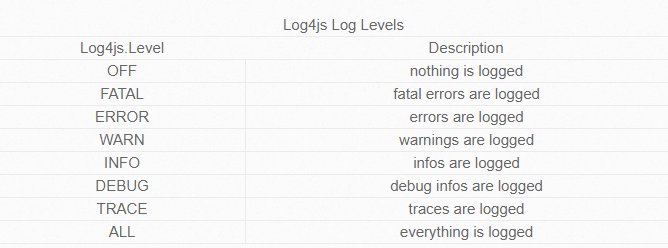 Log4js Log Levels
Log4js.Level Description
OFF nothing is logged
FATAL fatal errors are logged
ERROR errors are logged
WARN warnings are logged
INFO infos are logged
DEBUG debug infos are logged
TRACE traces are logged
ALL everything is logged